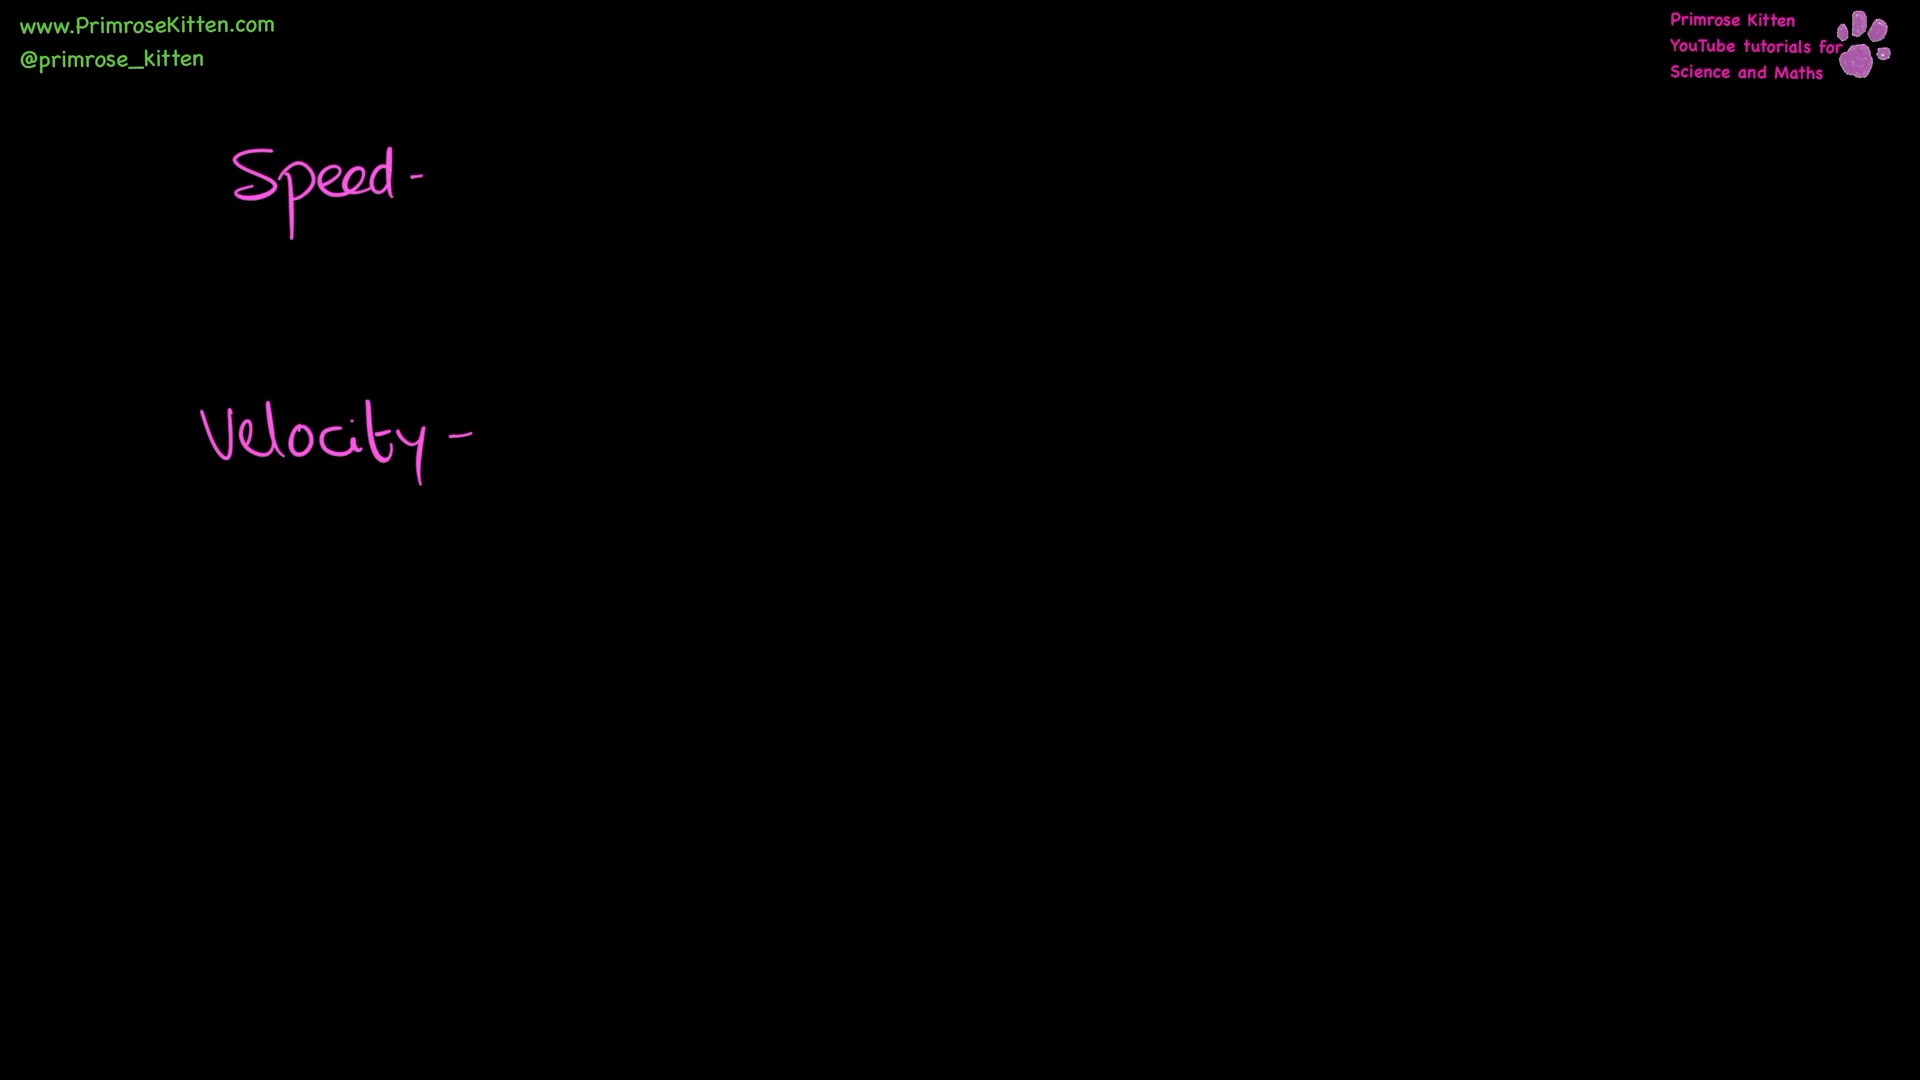 www.PrimroseKitten.com
@primrose_kitten
Primrose Kitten
YouTube tutorials for
Science and Maths
Speed-
Velocity-